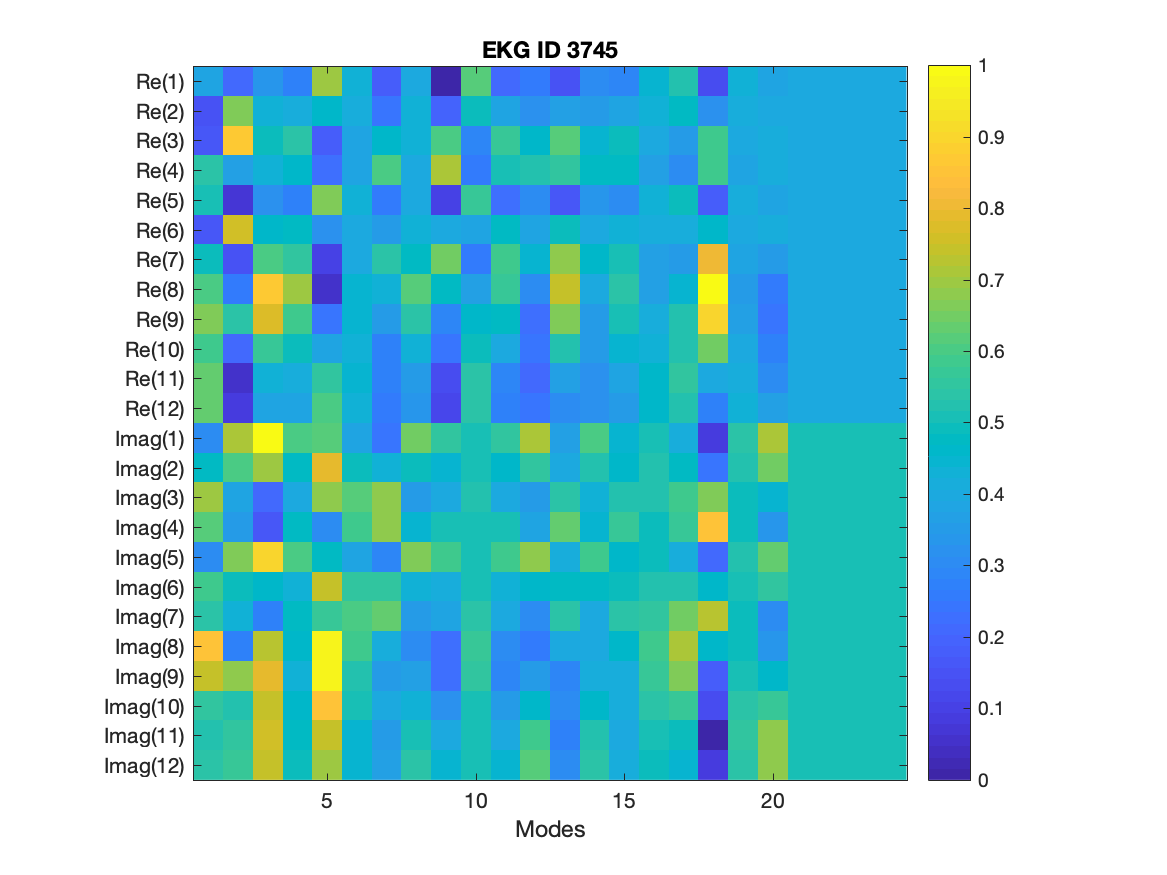 EKG ID 3745
Re(1)
Re(2)
Re(3)
Re(4)
Re(5)
Re(6)
Re(7)
Re(8)
Re(9)
Re(10)
Re(11)
Re(12)
Imag(1)
Imag(2)
Imag(3)
Imag(4)
Imag(5)
Imag(6)
Imag(7)
Imag(8)
Imag(9)
Imag(10)
Imag(11)
Imag(12)
5 10 15 20
Modes
1
0.9
0.8
0.7
0.6
0.5
0.4
0.3
0.2
0.1
0